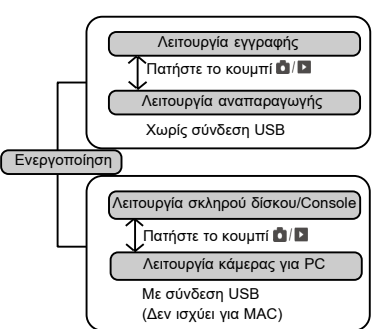 Λειτουργία εγγραφής
Πατήστε το κουμπί /
Λειτουργία αναπαραγωγής
Χωρίς σύνδεση USB
Ενεργοποίηση
Λειτουργία σκληρού δίσκου/Console
Πατήστε το κουμπί /
Λειτουργία κάμερας για PC
Με σύνδεση USB
(Δεν ισχύει για MAC)